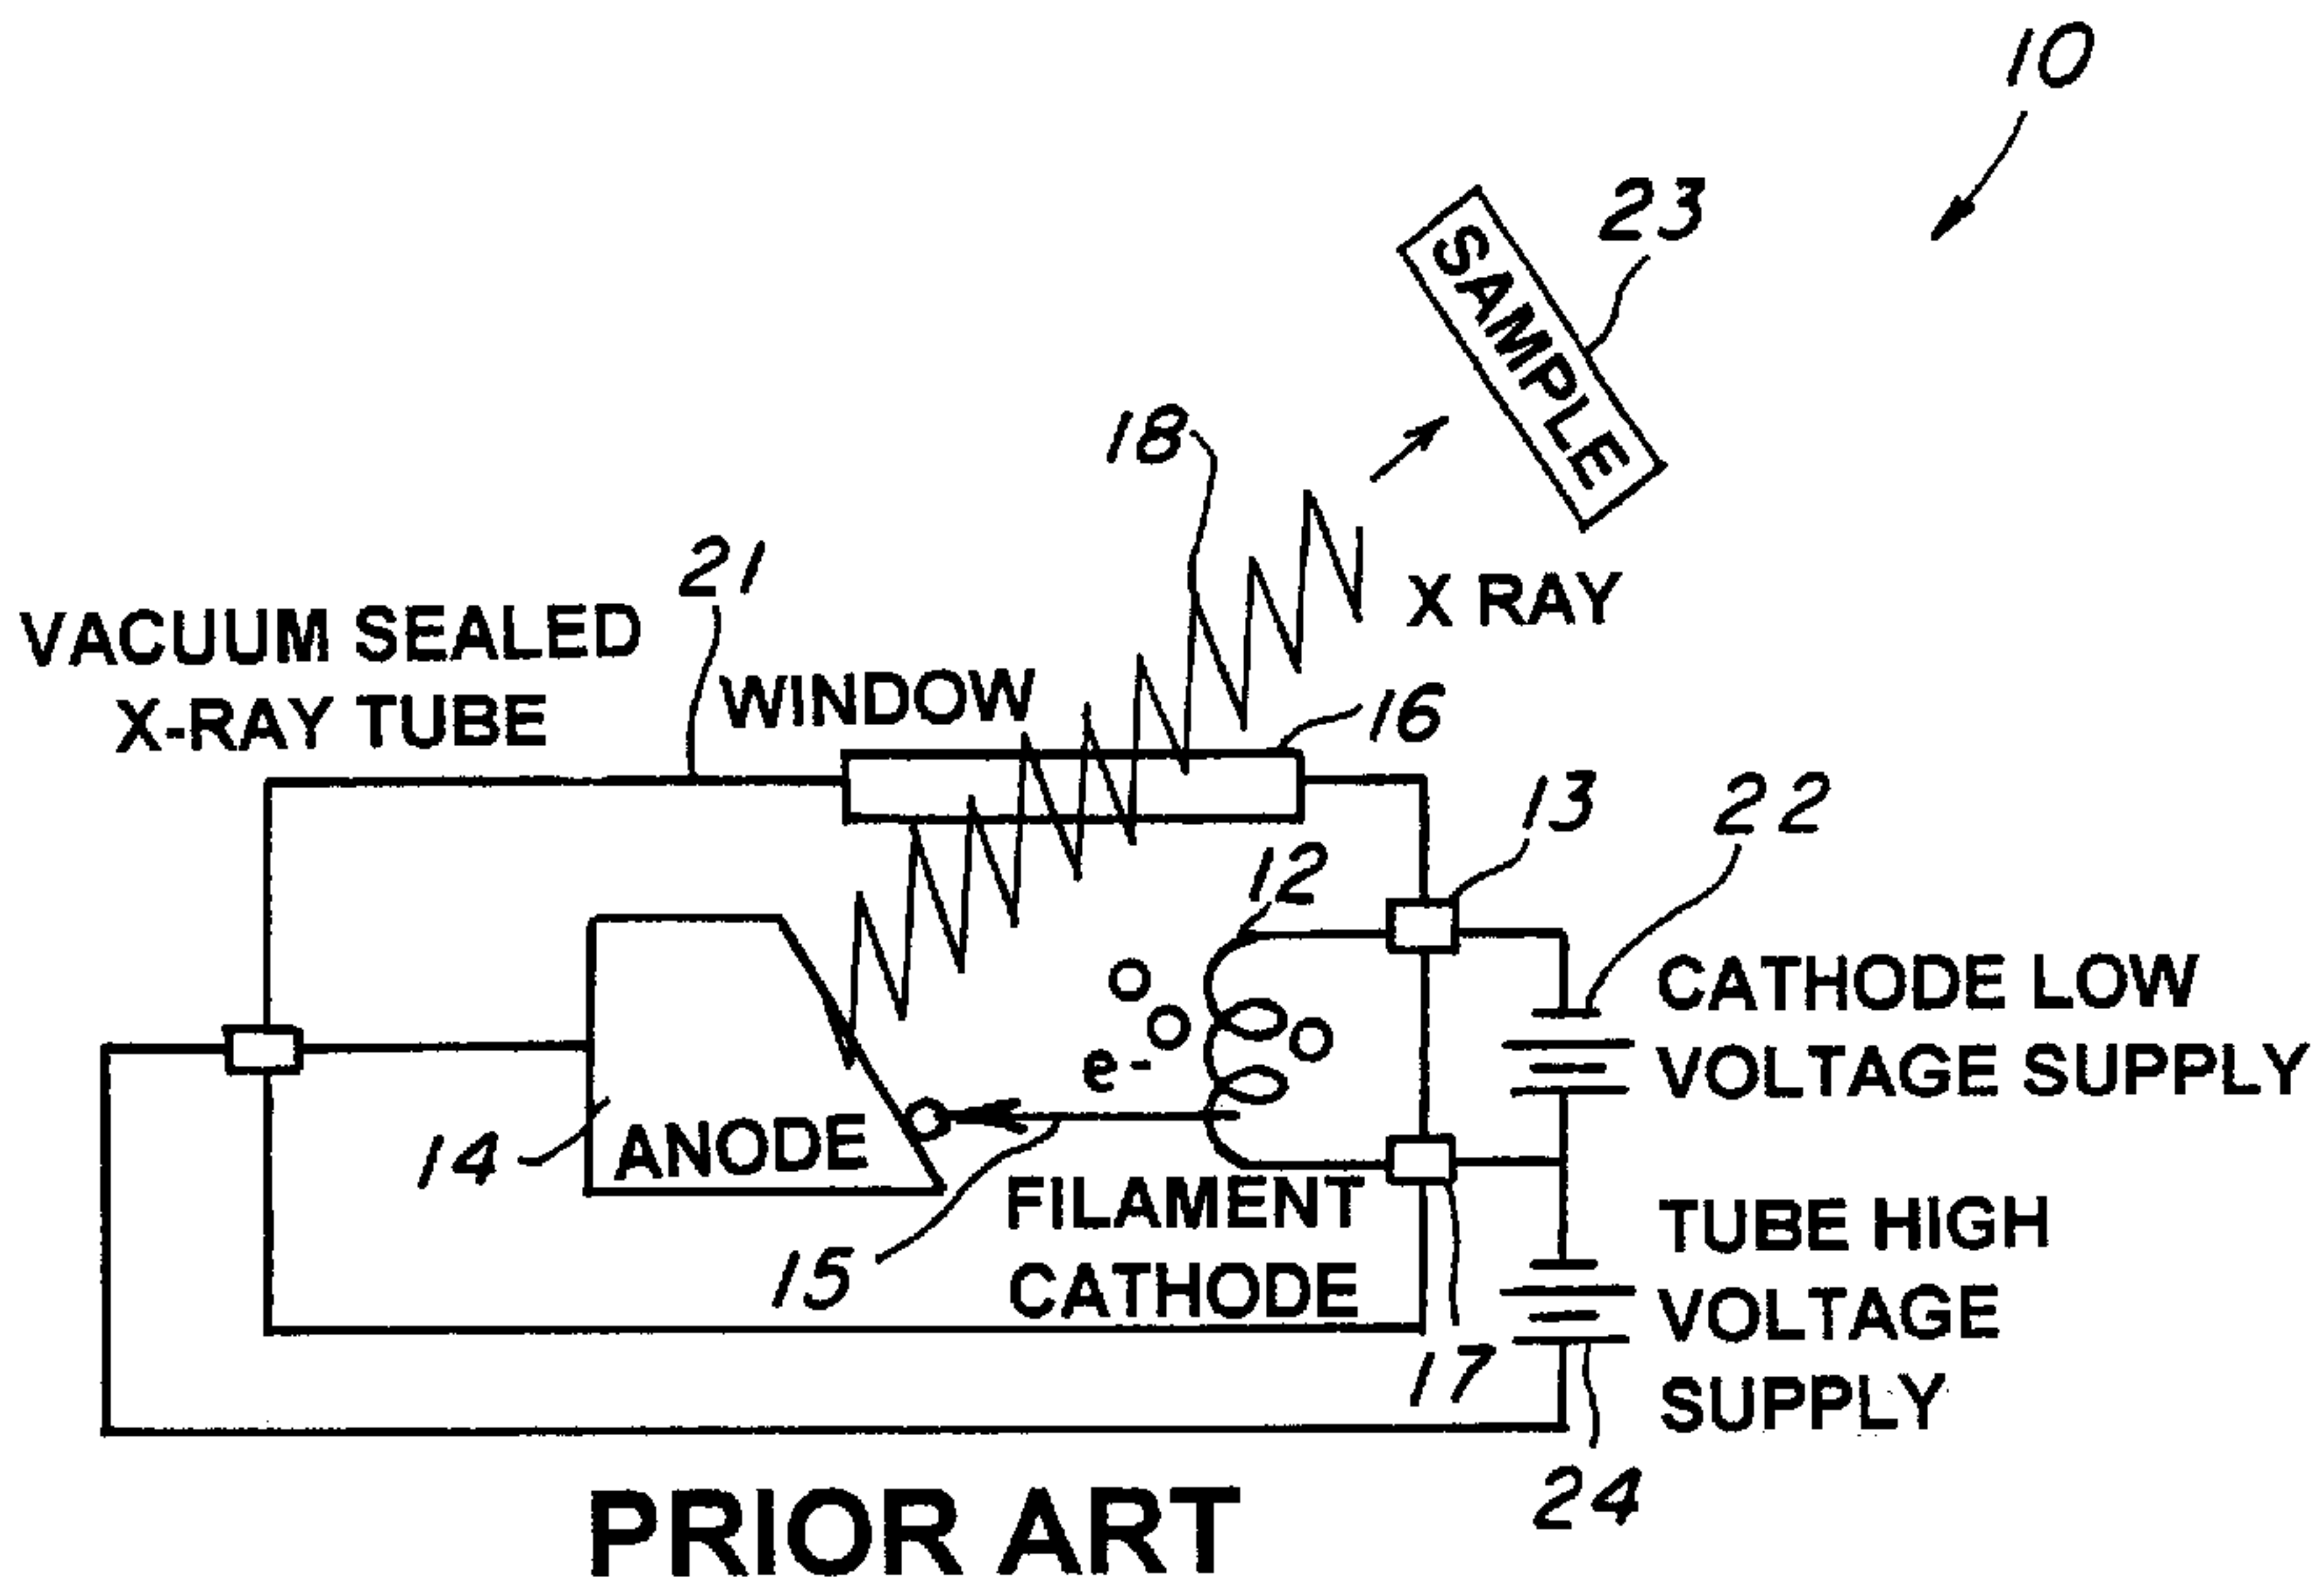 10
23
SAMPLE
18
21
X RAY
VACUUM SEALED
X-RAY TUBE
WINDOW
16
13
22
12
CATHODE LOW
VOLTAGE SUPPLY
e-
14
ANODE
15
FILAMENT
CATHODE
17
TUBE HIGH
VOLTAGE
SUPPLY
24
PRIOR ART